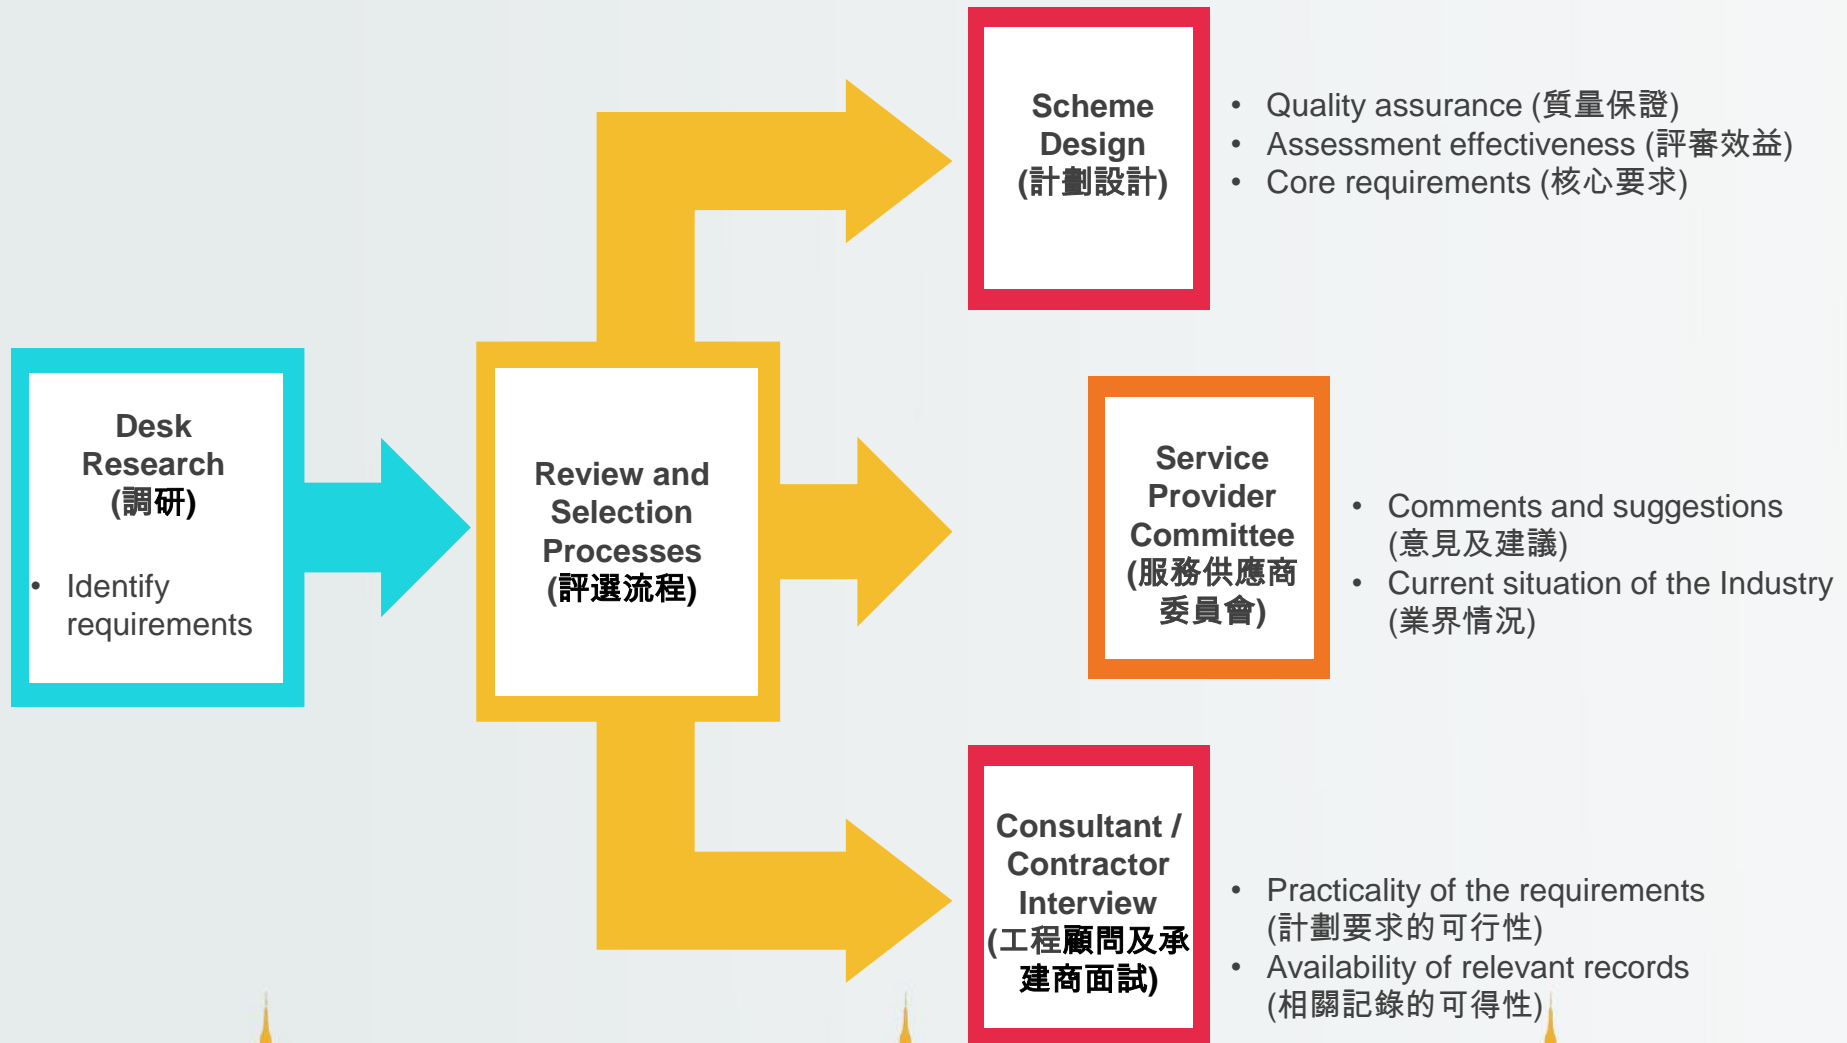 Desk
Research
(調研)
• Identify
requirements
Review and
Selection
Processes
(評選流程)
Scheme
Design
(計劃設計)
• Quality assurance (質量保證)
• Assessment effectiveness (評審效益)
• Core requirements (核心要求)
Service
Provider
Committee
(服務供應商
委員會)
• Comments and suggestions
(意見及建議)
• Current situation of the Industry
(業界情況)
Consultant /
Contractor
Interview
(工程顧問及承
建商面試)
• Practicality of the requirements
(計劃要求的可行性)
• Availability of relevant records
(相關記錄的可得性)